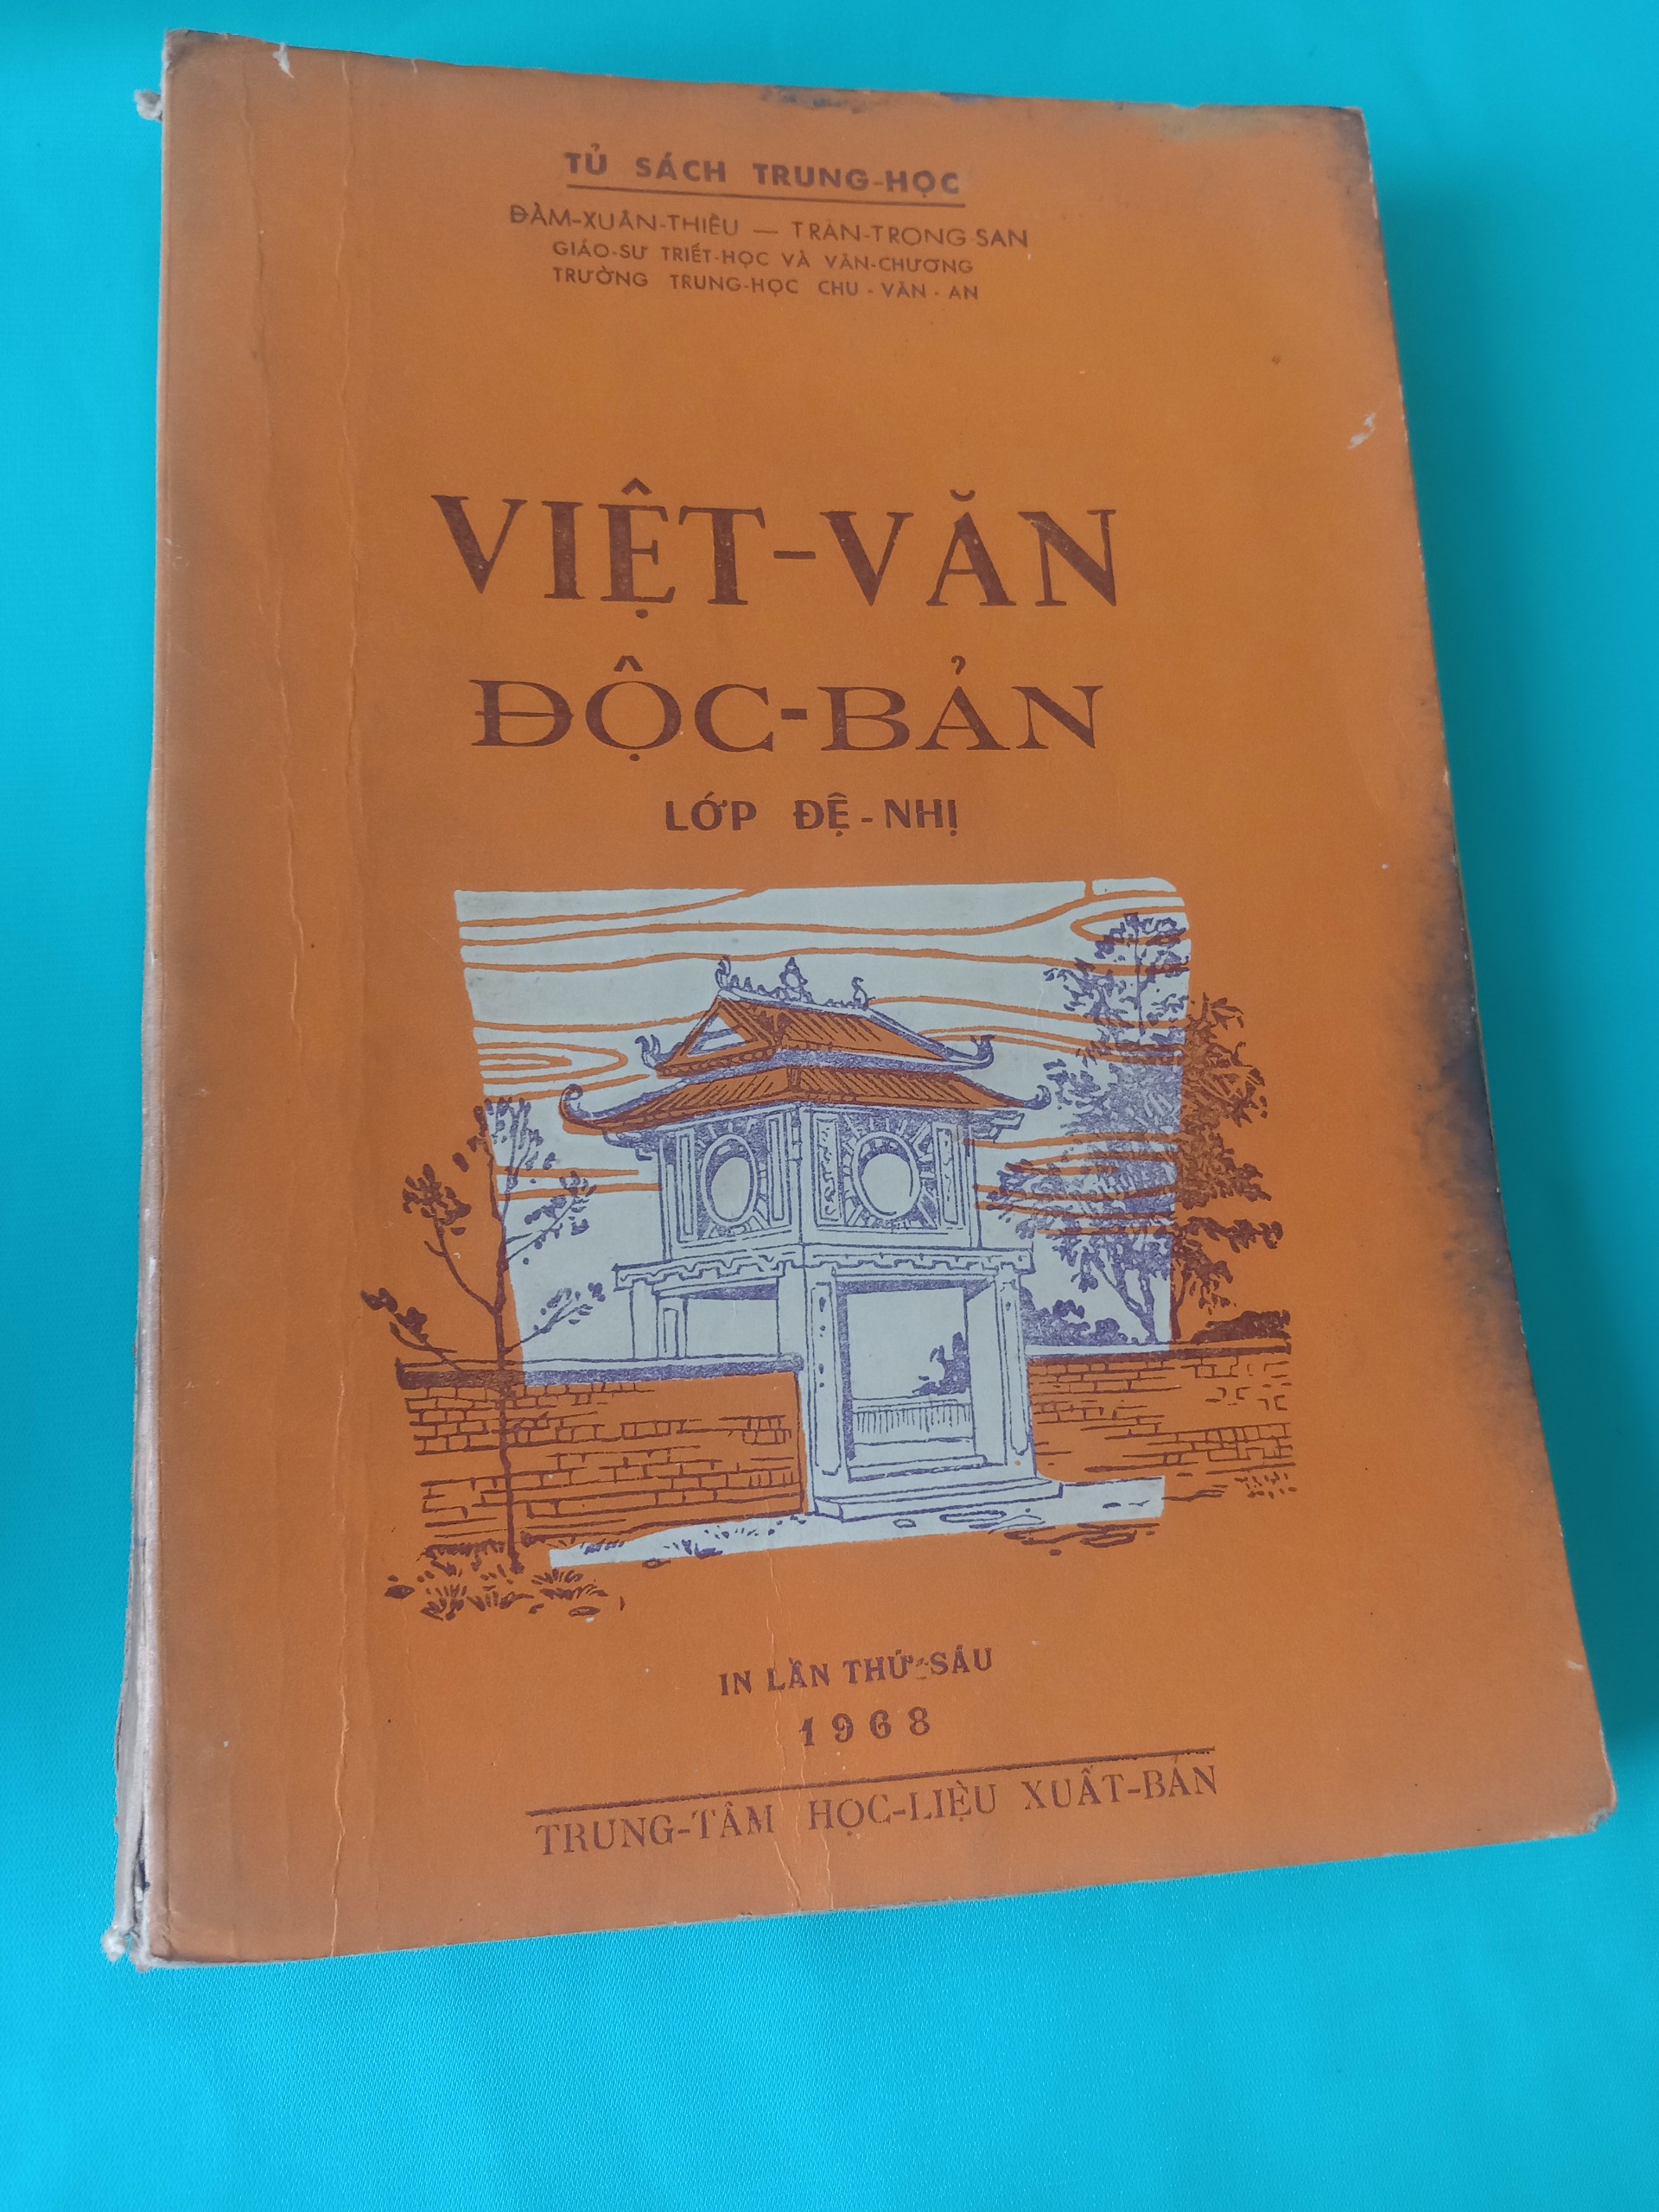 TỦ SÁCH TRUNG-HỌC
ĐÀM-XUÂN-THIỀU — TRẦN-TRỌNG-SAN
GIÁO-SƯ TRIẾT-HỌC VÀ VĂN-CHƯƠNG
TRƯỜNG TRUNG-HỌC CHU-VĂN-AN
VIỆT-VĂN
ĐỘC-BẢN
LỚP ĐỆ-NHỊ
IN LẦN THỨ SÁU
1968
TRUNG-TÂM HỌC-LIỆU XUẤT-BẢN